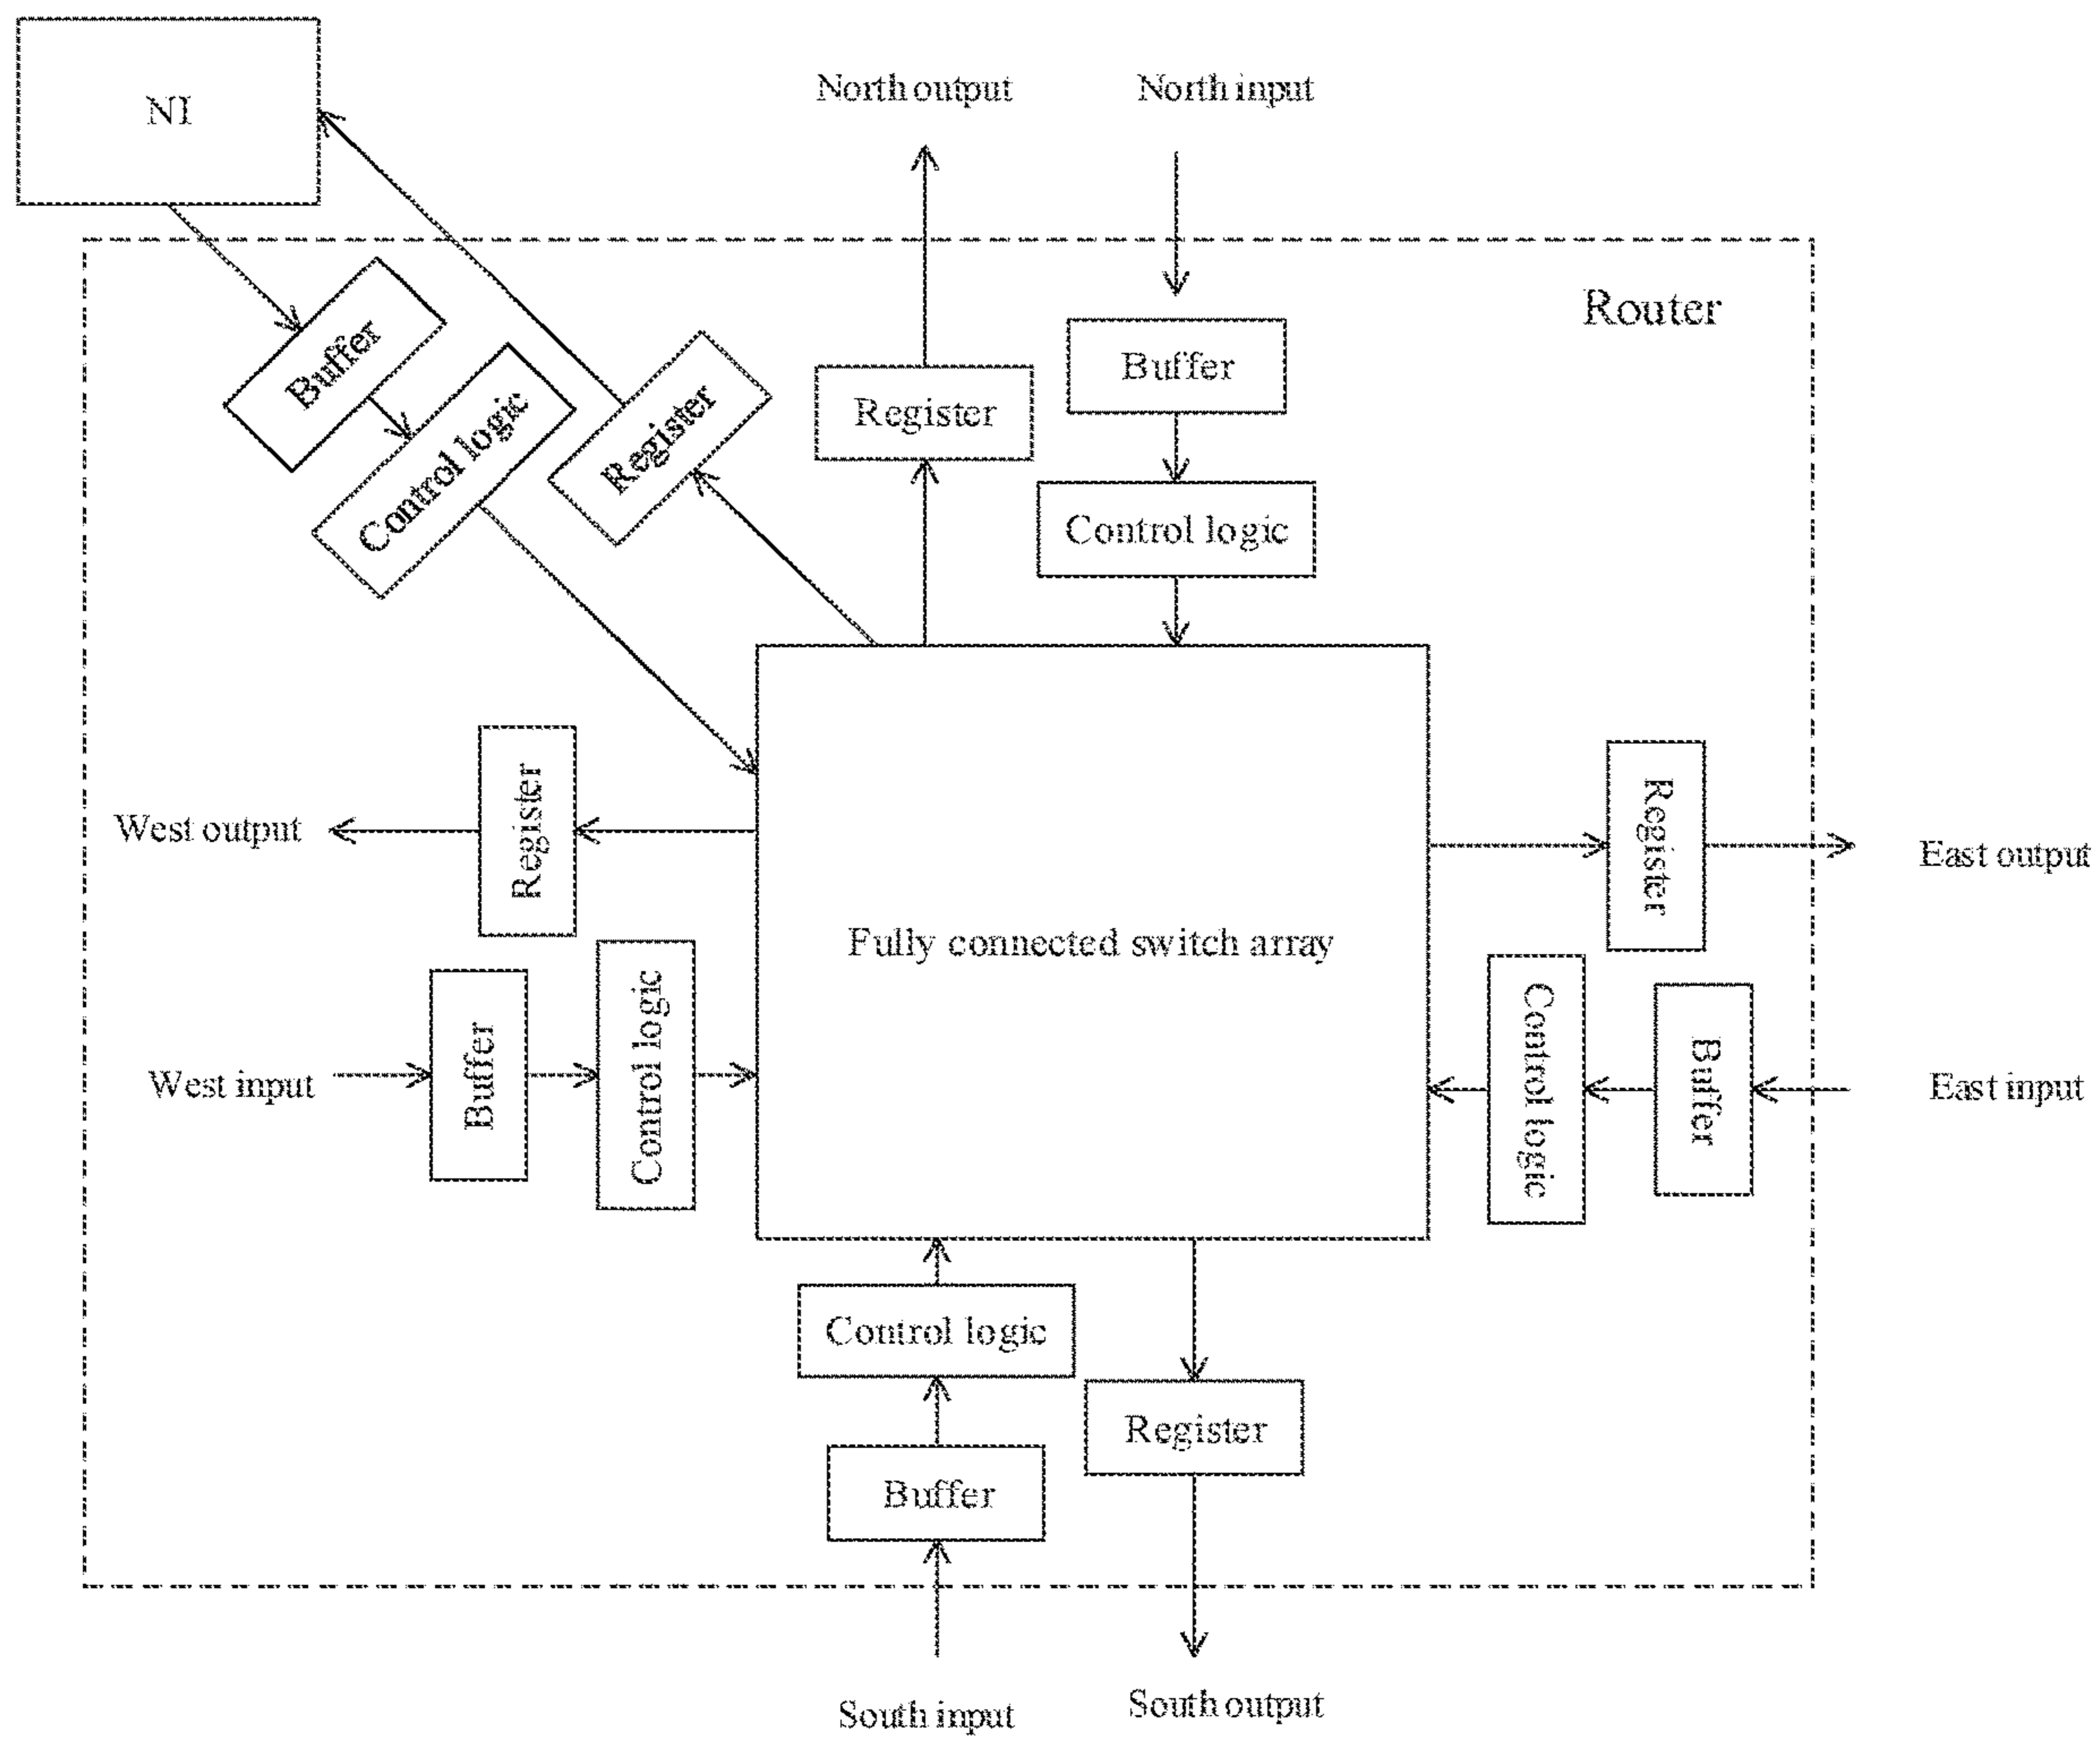 NI
North output
North input
Router
Buffer
Control logic
Register
Register
Buffer
Control logic
West output
Register
Fully connected switch array
Register
East output
West input
Buffer
Control logic
Control logic
Buffer
East input
Control logic
Register
Buffer
South input
South output